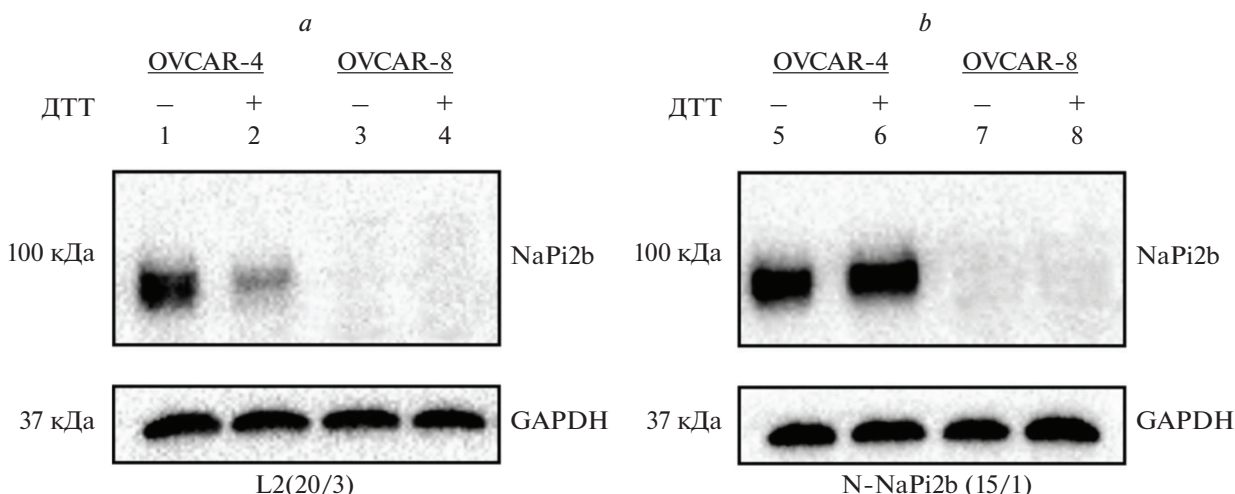 a
OVCAR-4 OVCAR-8
ДТТ – + – +
1 2 3 4
100 кДа NaPi2b
37 кДа GAPDH
L2(20/3)
b
OVCAR-4 OVCAR-8
ДТТ – + – +
5 6 7 8
100 кДа NaPi2b
37 кДа GAPDH
N-NaPi2b (15/1)